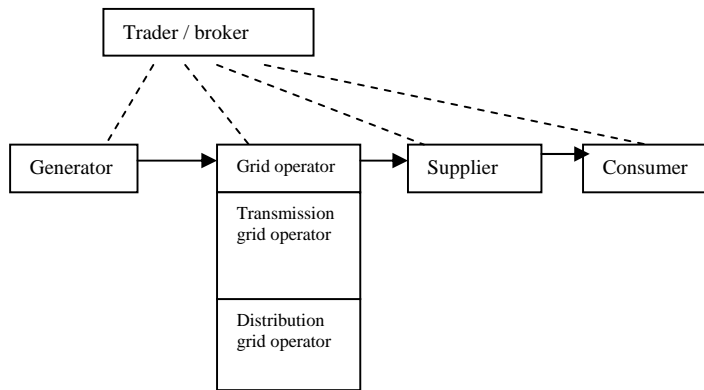 Trader / broker
Generator
Grid operator
Supplier
Consumer
Transmission
grid operator
Distribution
grid operator